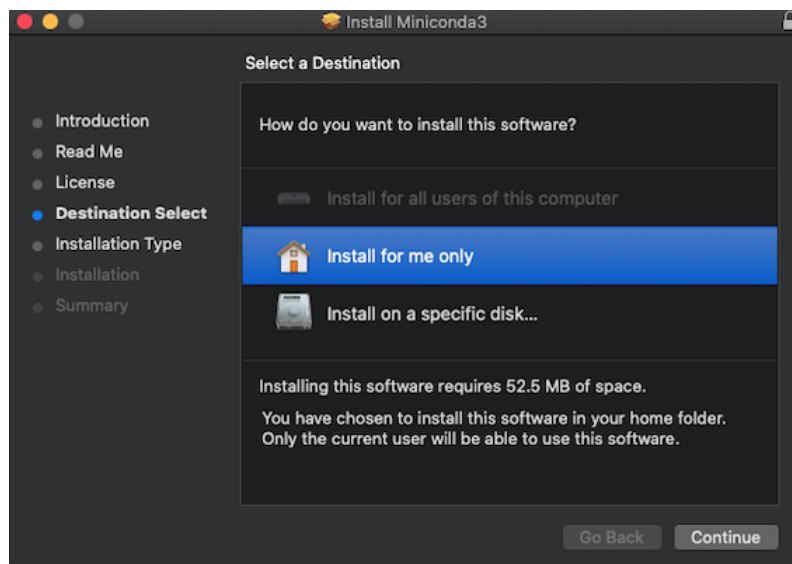 Install Miniconda3
Select a Destination
Introduction
Read Me
License
Destination Select
Installation Type
Installation
Summary
How do you want to install this software?
Install for all users of this computer
Install for me only
Install on a specific disk...
Installing this software requires 52.5 MB of space.
You have chosen to install this software in your home folder.
Only the current user will be able to use this software.
Go Back
Continue